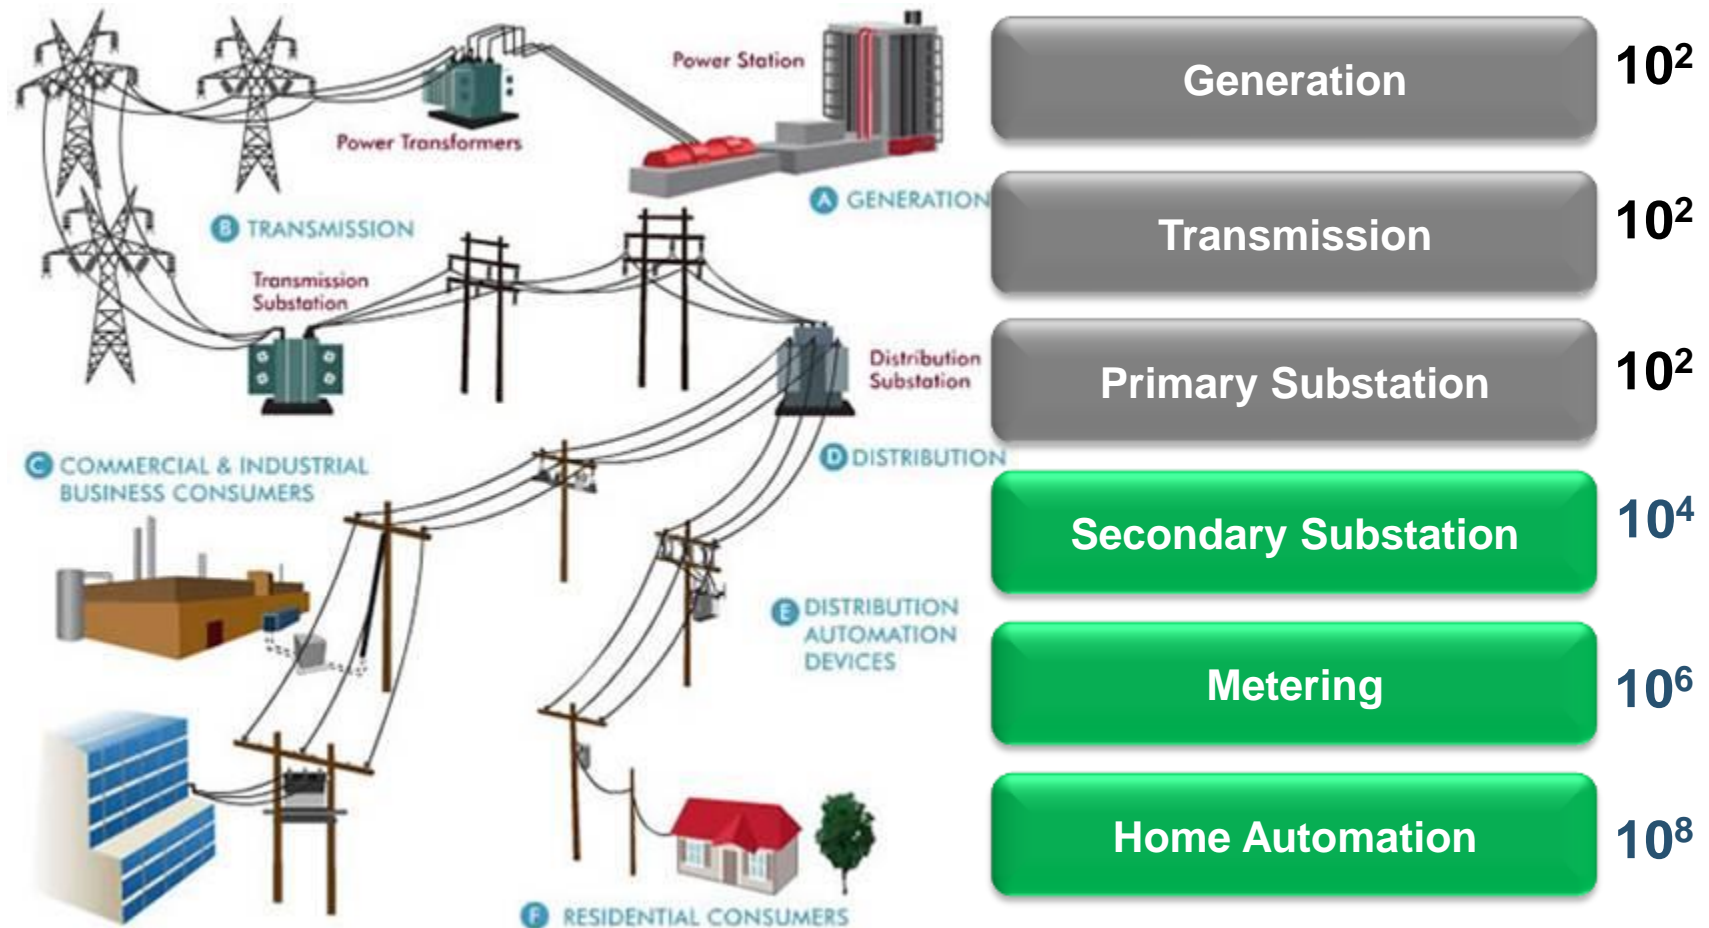 Power Station
Power Transformers
A GENERATION
B TRANSMISSION
Transmission
Substation
Distribution
Substation
C COMMERCIAL & INDUSTRIAL
BUSINESS CONSUMERS
D DISTRIBUTION
E DISTRIBUTION
AUTOMATION
DEVICES
F RESIDENTIAL CONSUMERS
Generation 10²
Transmission 10²
Primary Substation 10²
Secondary Substation 10⁴
Metering 10⁶
Home Automation 10⁸